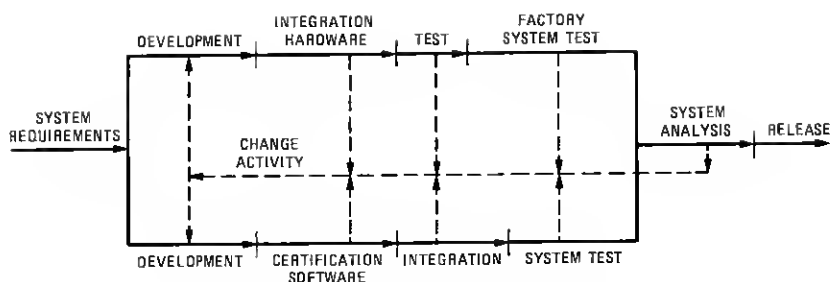 DEVELOPMENT
INTEGRATION
HARDWARE
TEST
FACTORY
SYSTEM TEST
SYSTEM
REQUIREMENTS
CHANGE
ACTIVITY
SYSTEM
ANALYSIS
RELEASE
DEVELOPMENT
CERTIFICATION
SOFTWARE
INTEGRATION
SYSTEM TEST